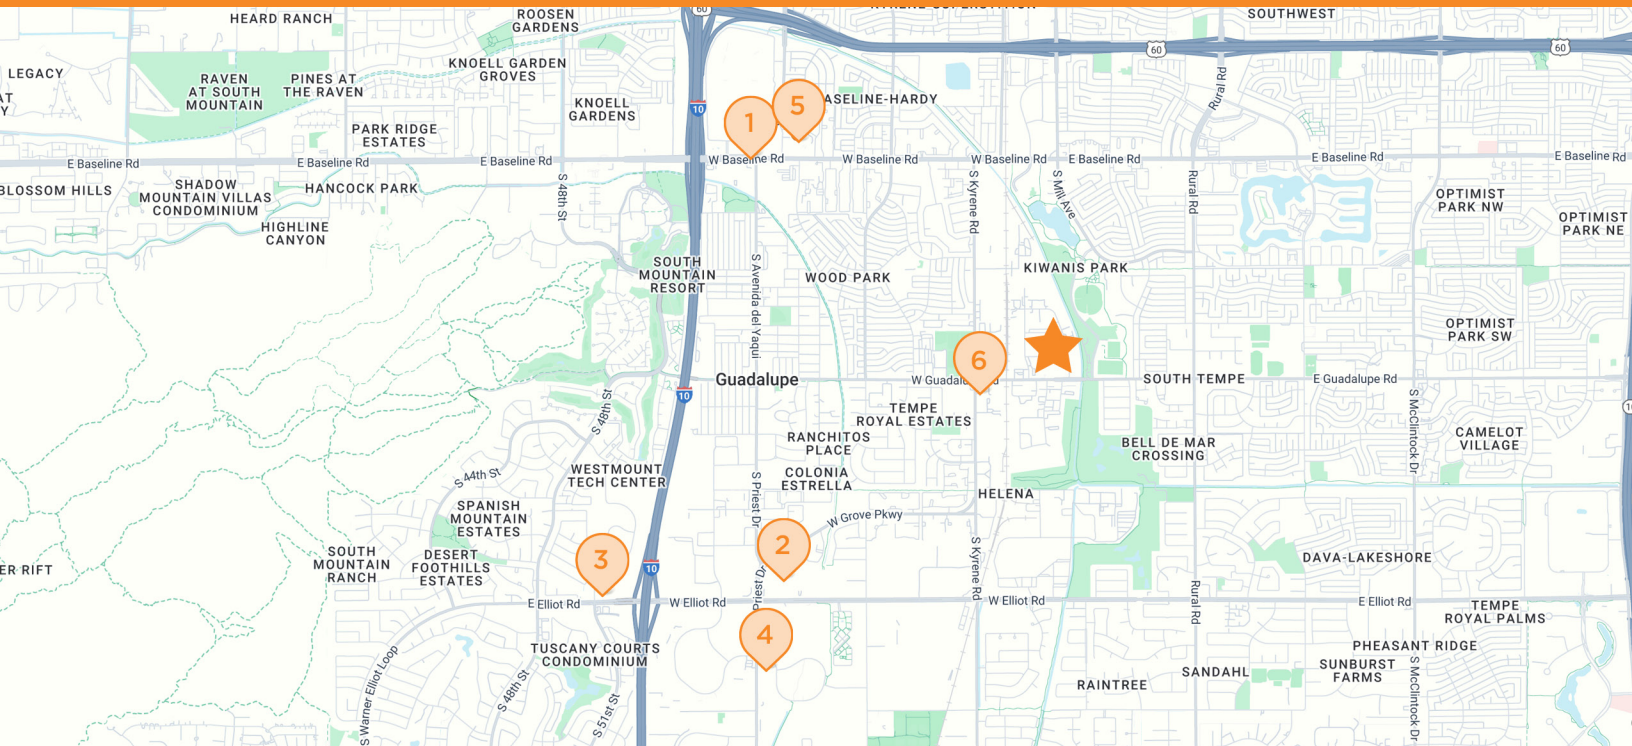 60
HEARD RANCH
ROOSEN
GARDENS
SOUTHWEST
60
60
LEGACY
RAVEN
AT SOUTH
MOUNTAIN
PINES AT
THE RAVEN
KNOELL GARDEN
GROVES
Rural Rd
AT
Y
KNOELL
GARDENS
10
1
5
ASELINE-HARDY
PARK RIDGE
ESTATES
E Baseline Rd
E Baseline Rd
E Baseline Rd
W Baseline Rd
W Baseline Rd
W Baseline Rd
E Baseline Rd
E Baseline Rd
E Baseline Rd
BLOSSOM HILLS
SHADOW
MOUNTAIN VILLAS
CONDOMINIUM
HANCOCK PARK
S 48th St
S Kyrene Rd
S Mill Ave
Rural Rd
OPTIMIST
PARK NW
OPTIMIST
PARK NE
HIGHLINE
CANYON
SOUTH
MOUNTAIN
RESORT
S Avenida del Yaqui
WOOD PARK
KIWANIS PARK
OPTIMIST
PARK SW
6
Guadalupe
W Guadal
d
SOUTH TEMPE
E Guadalupe Rd
10
S 48th St
TEMPE
ROYAL ESTATES
S McClintock Dr
RANCHITOS
PLACE
BELL DE MAR
CROSSING
CAMELOT
VILLAGE
S 44th St
WESTMOUNT
TECH CENTER
COLONIA
ESTRELLA
S Priest Dr
HELENA
SPANISH
MOUNTAIN
ESTATES
W Grove Pkwy
SOUTH
MOUNTAIN
RANCH
DESERT
FOOTHILLS
ESTATES
3
2
S Kyrene Rd
DAVA-LAKESHORE
ER RIFT
10
Priest Dr
E Elliot Rd
W Elliot Rd
W Elliot Rd
Rural Rd
E Elliot Rd
TEMPE
ROYAL PALMS
4
TUSCANY COURTS
CONDOMINIUM
PHEASANT RIDGE
S Warner Elliot Loop
S 48th St
S 51st St
RAINTREE
SANDAHL
SUNBURST
FARMS
S McClintock Dr